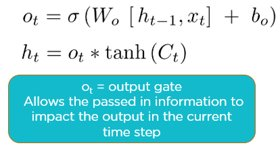 o_t = σ (W_o [h_{t−1}, x_t] + b_o)
h_t = o_t * tanh (C_t)
o_t = output gate
Allows the passed in information to
impact the output in the current
time step